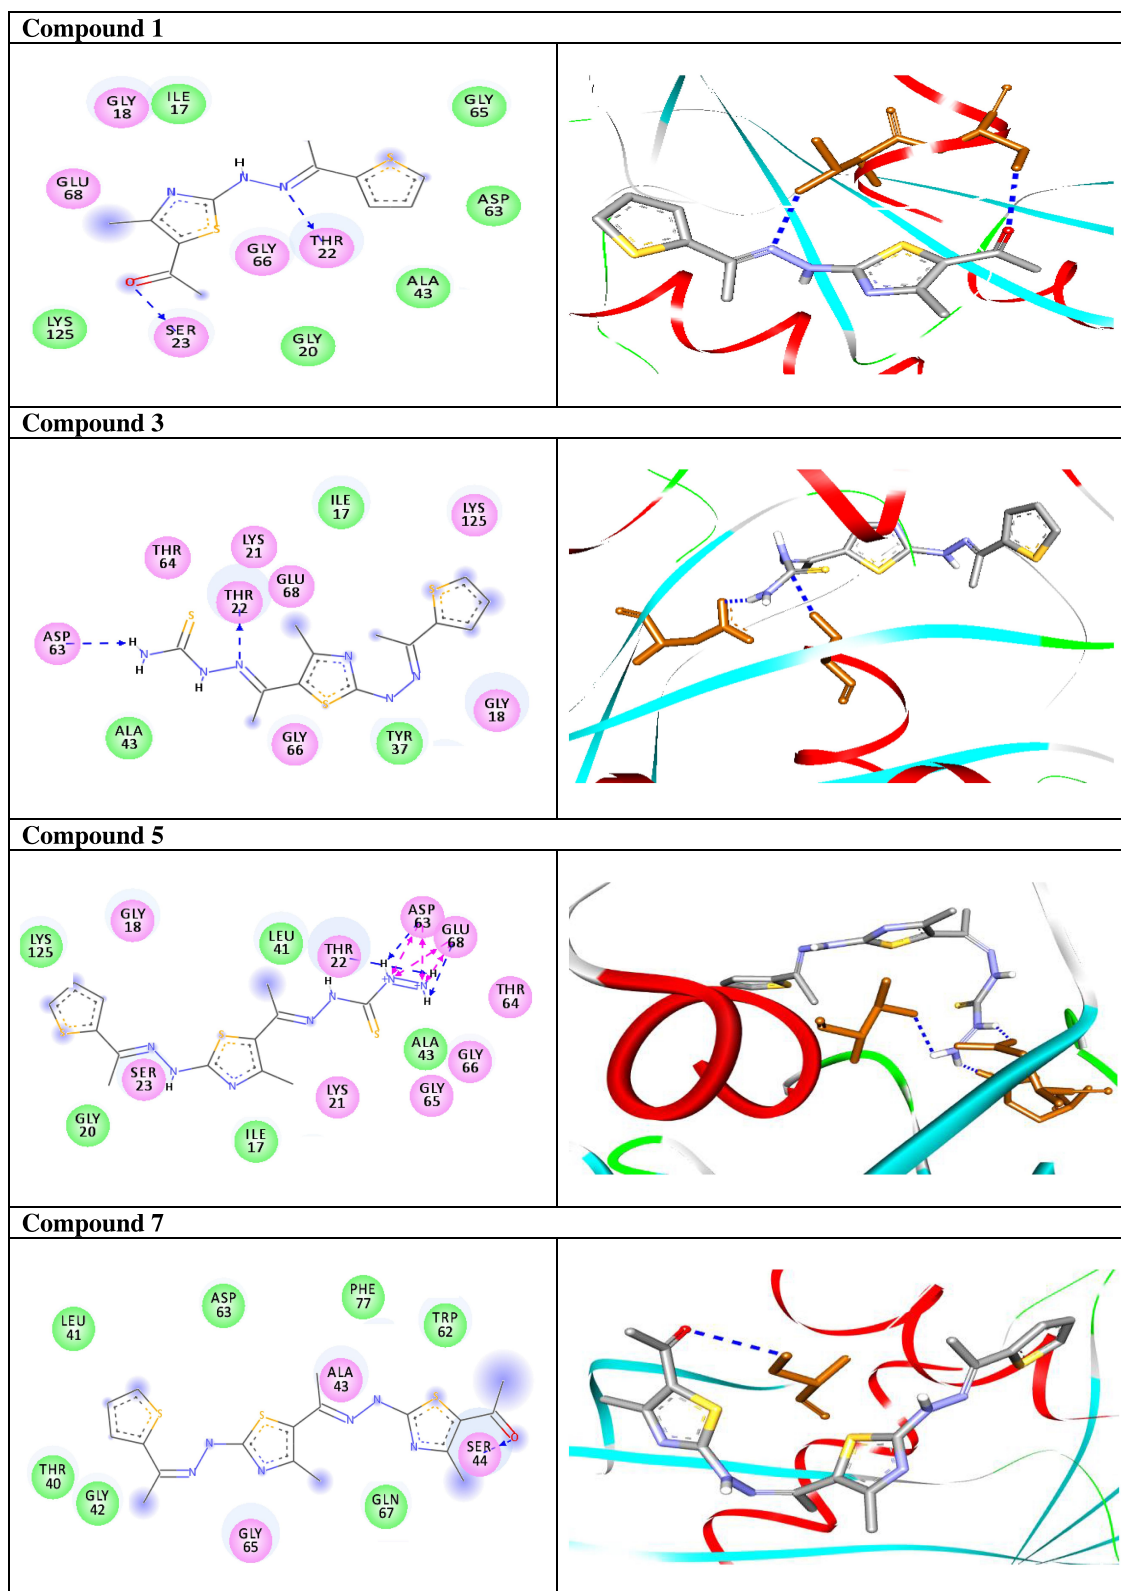 Compound 1
GLY
18
ILE
17
GLY
65
GLU
68
ASP
63
H
N
N
N
S
S
GLY
66
THR
22
ALA
43
O
LYS
125
SER
23
GLY
20
Compound 3
ILE
17
LYS
125
THR
64
LYS
21
GLU
68
THR
22
ASP
63
S
H
N
H
N
H
N
N
S
N
N
S
ALA
43
GLY
66
TYR
37
GLY
18
Compound 5
LYS
125
GLY
18
LEU
41
THR
22
ASP
63
GLU
68
THR
64
H
H
H
H
N
N
N
N
S
S
N
N
S
N
H
SER
23
ALA
43
GLY
66
GLY
65
LYS
21
GLY
20
ILE
17
Compound 7
LEU
41
ASP
63
PHE
77
TRP
62
ALA
43
S
N
N
S
N
N
N
S
N
O
SER
44
THR
40
GLY
42
GLN
67
GLY
65